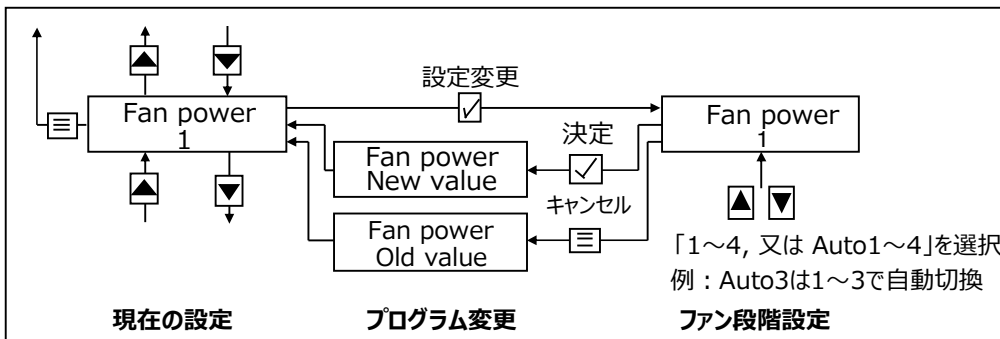 設定変更
Fan power
1
Fan power
1
決定
Fan power
New value
キャンセル
Fan power
Old value
「1～4, 又は Auto1～4」を選択
例：Auto3は1～3で自動切換
現在の設定
プログラム変更
ファン段階設定